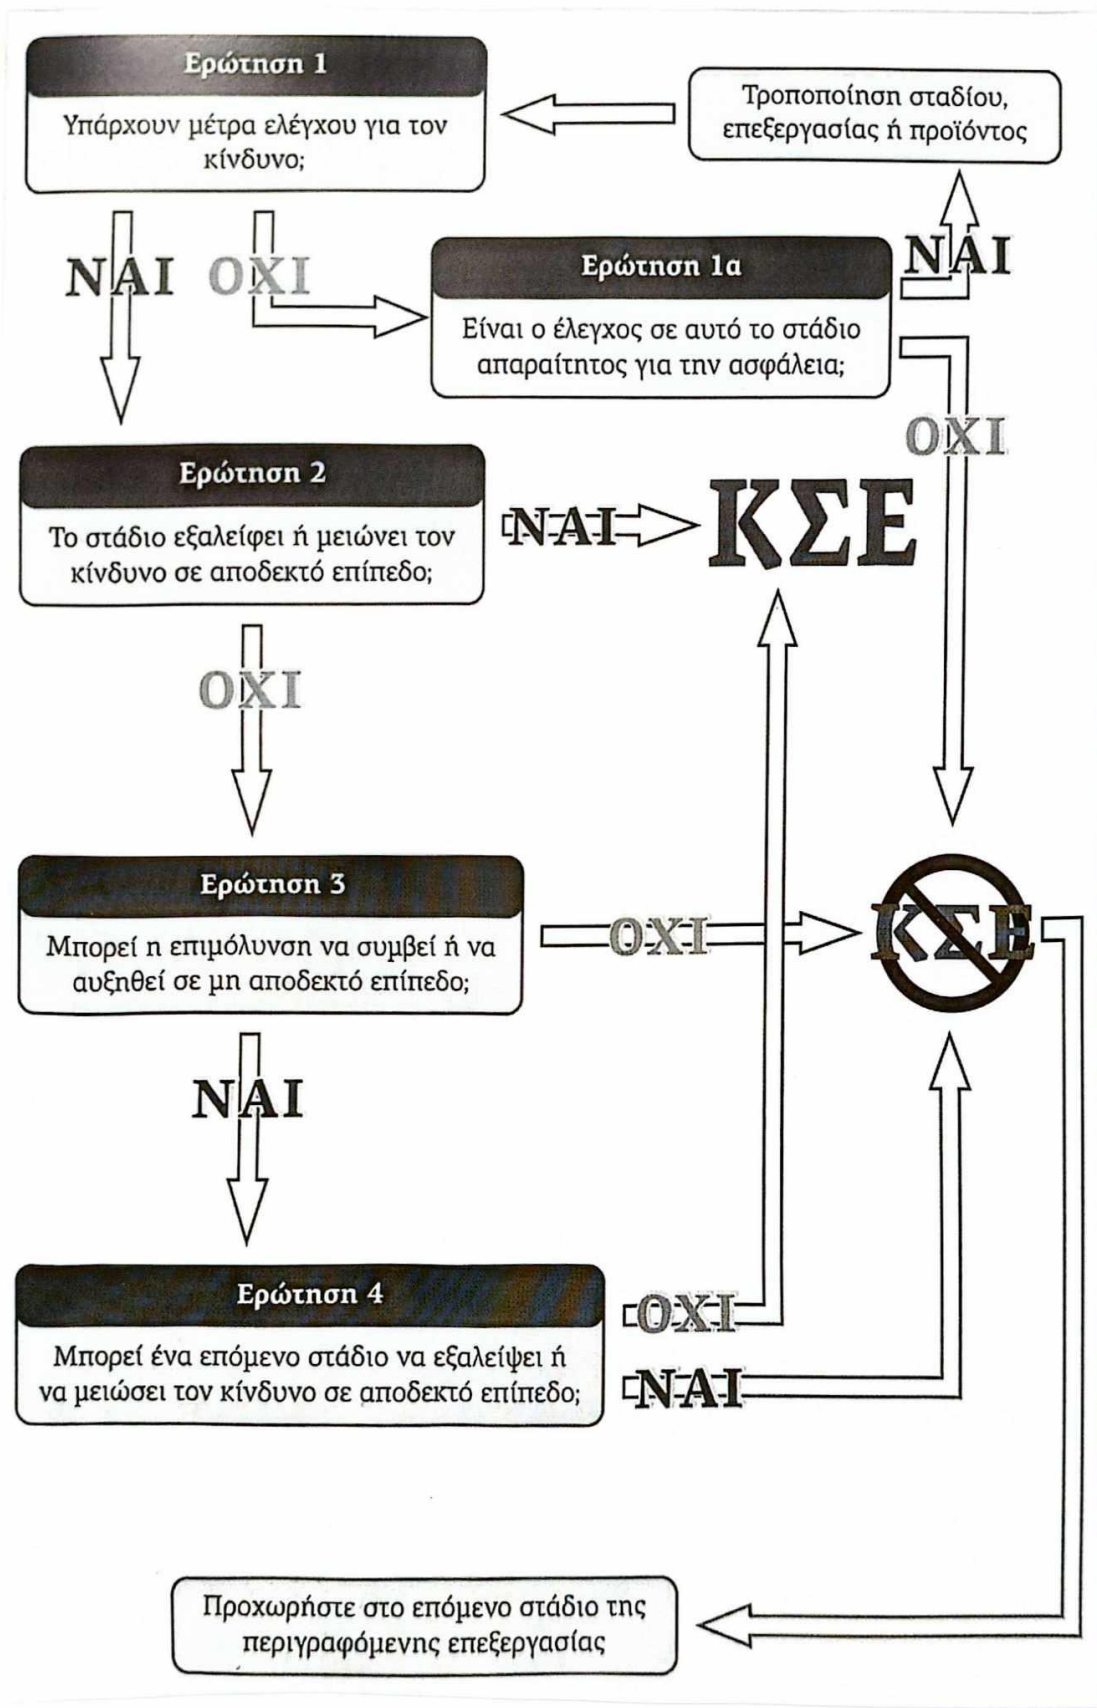 Ερώτηση 1
Υπάρχουν μέτρα ελέγχου για τον
κίνδυνο;
Τροποποίηση σταδίου,
επεξεργασίας ή προϊόντος
ΝΑΙ
ΟΧΙ
Ερώτηση 1α
Είναι ο έλεγχος σε αυτό το στάδιο
απαραίτητος για την ασφάλεια;
ΝΑΙ
ΟΧΙ
Ερώτηση 2
Το στάδιο εξαλείφει ή μειώνει τον
κίνδυνο σε αποδεκτό επίπεδο;
ΝΑΙ
ΚΣΕ
ΟΧΙ
Ερώτηση 3
Μπορεί η επιμόλυνση να συμβεί ή να
αυξηθεί σε μη αποδεκτό επίπεδο;
ΟΧΙ
ΚΣΕ
ΝΑΙ
Ερώτηση 4
Μπορεί ένα επόμενο στάδιο να εξαλείψει ή
να μειώσει τον κίνδυνο σε αποδεκτό επίπεδο;
ΟΧΙ
ΝΑΙ
Προχωρήστε στο επόμενο στάδιο της
περιγραφόμενης επεξεργασίας